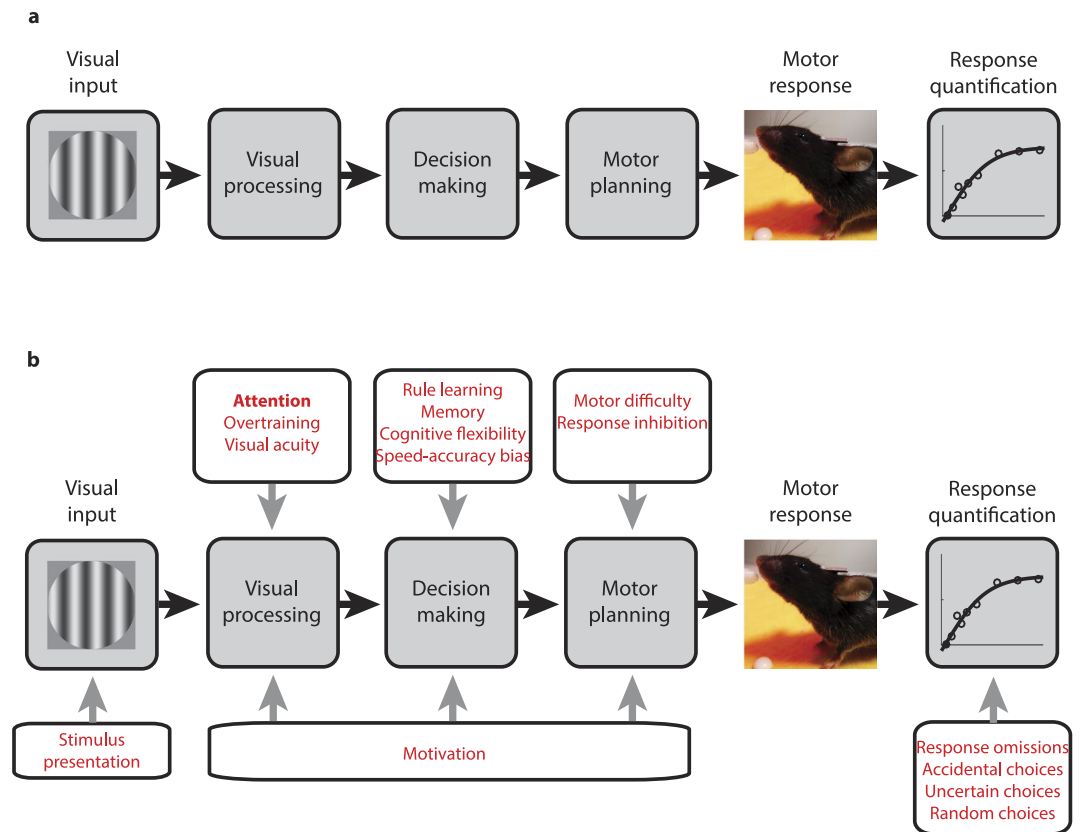 a
Visual
input
Motor
response
Response
quantification
Visual
processing
Decision
making
Motor
planning
b
Attention
Overtraining
Visual acuity
Rule learning
Memory
Cognitive flexibility
Speed-accuracy bias
Motor difficulty
Response inhibition
Visual
input
Motor
response
Response
quantification
Visual
processing
Decision
making
Motor
planning
Stimulus
presentation
Motivation
Response omissions
Accidental choices
Uncertain choices
Random choices